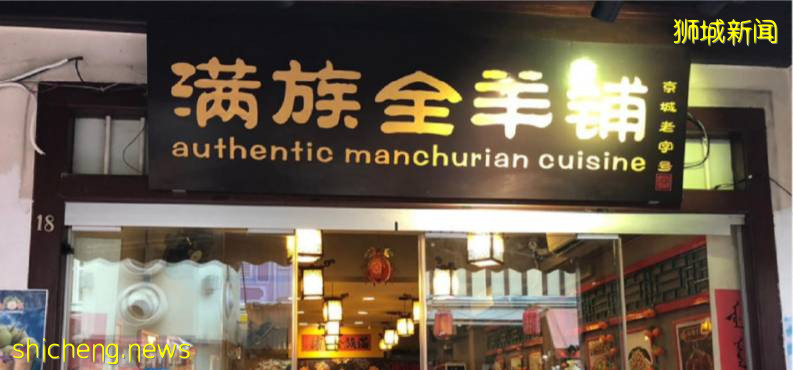 狮城新闻
满族全羊铺
京城老字号
authentic manchurian cuisine
18
shicheng.news